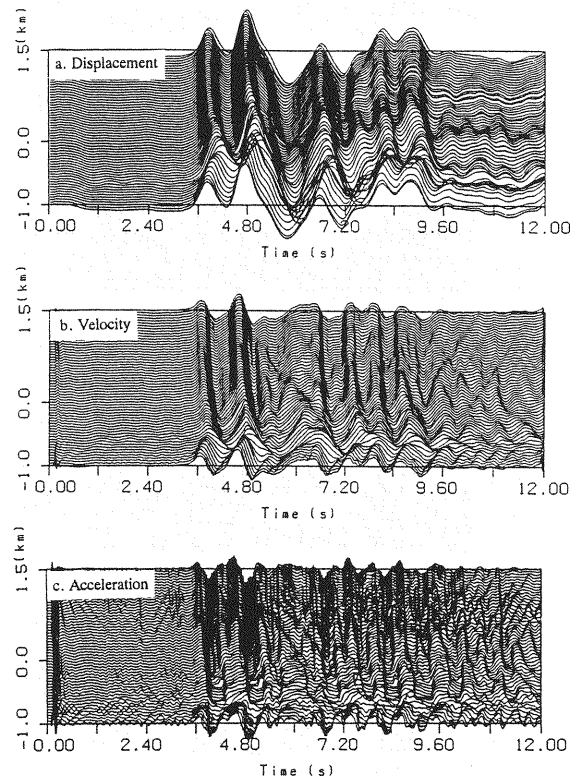 1.5(km)
a. Displacement
0.0
-1.0
-0.00 2.40 4.80 7.20 9.60 12.00
Time (s)
1.5(km)
b. Velocity
0.0
-1.0
-0.00 2.40 4.80 7.20 9.60 12.00
Time (s)
1.5(km)
c. Acceleration
0.0
-1.0
-0.00 2.40 4.80 7.20 9.60 12.00
Time (s)